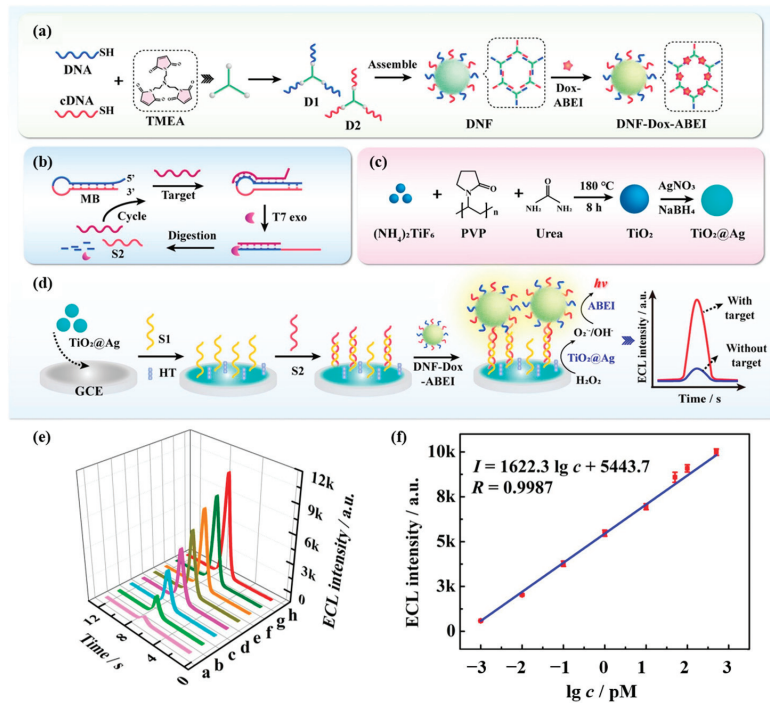 (a)
DNA SH
cDNA SH
+
TMEA
D1
D2
Assemble
DNF
Dox-
ABEI
DNF-Dox-ABEI
(b)
MB
5'
3'
Target
Cycle
T7 exo
Digestion
S2
(c)
(NH₄)₂TiF₆
+
N
O
n
PVP
+
O
NH₂ NH₂
Urea
180 ℃
8 h
TiO₂
AgNO₃
NaBH₄
TiO₂@Ag
(d)
TiO₂@Ag
GCE
S1
HT
S2
DNF-Dox
-ABEI
hv
ABEI
O₂⁻/OH⁻
TiO₂@Ag
H₂O₂
ECL intensity / a.u.
With
target
Without
target
Time / s
(e)
12k
9k
6k
3k
0
ECL intensity / a.u.
12
8
4
0
Time / s
a b c d e f g h
(f)
I = 1622.3 lg c + 5443.7
R = 0.9987
10k
8k
5k
3k
0
ECL intensity / a.u.
−3 −2 −1 0 1 2 3
lg c / pM